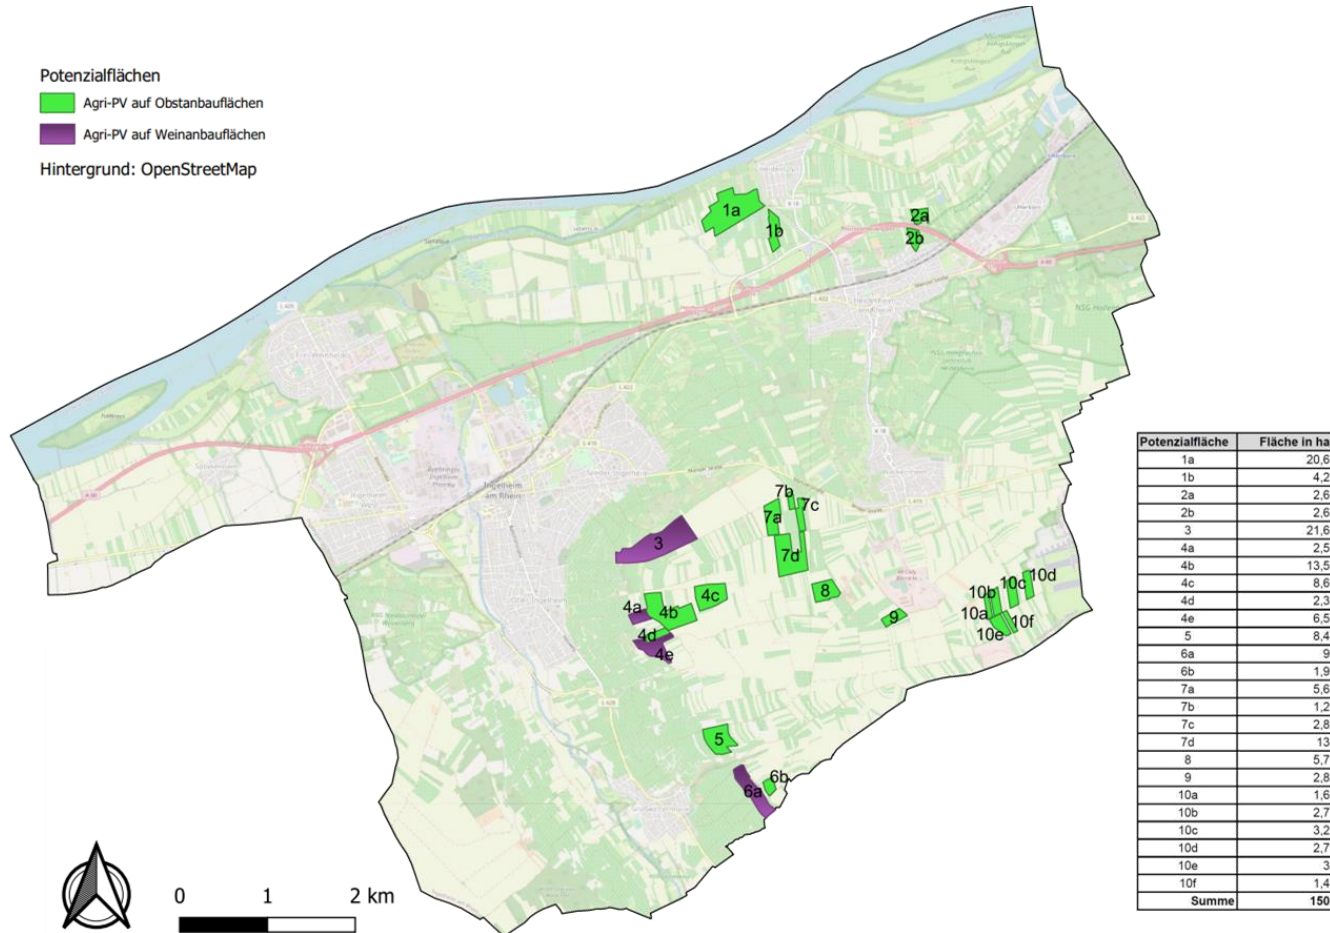 Potenzialflächen
Agri-PV auf Obstanbauflächen
Agri-PV auf Weinanbauflächen
Hintergrund: OpenStreetMap
1a
1b
2a
2b
Ingelheim
am Rhein
3
4a
4b
4c
4d
4e
5
6a
6b
7a
7b
7c
7d
8
9
10a
10b
10c
10d
10e
10f
0 1 2 km
Potenzialfläche Fläche in ha
1a 20,6
1b 4,2
2a 2,6
2b 2,6
3 21,6
4a 2,5
4b 13,5
4c 8,6
4d 2,3
4e 6,5
5 8,4
6a 9
6b 1,9
7a 5,6
7b 1,2
7c 2,8
7d 13
8 5,7
9 2,8
10a 1,6
10b 2,7
10c 3,2
10d 2,7
10e 3
10f 1,4
Summe 150